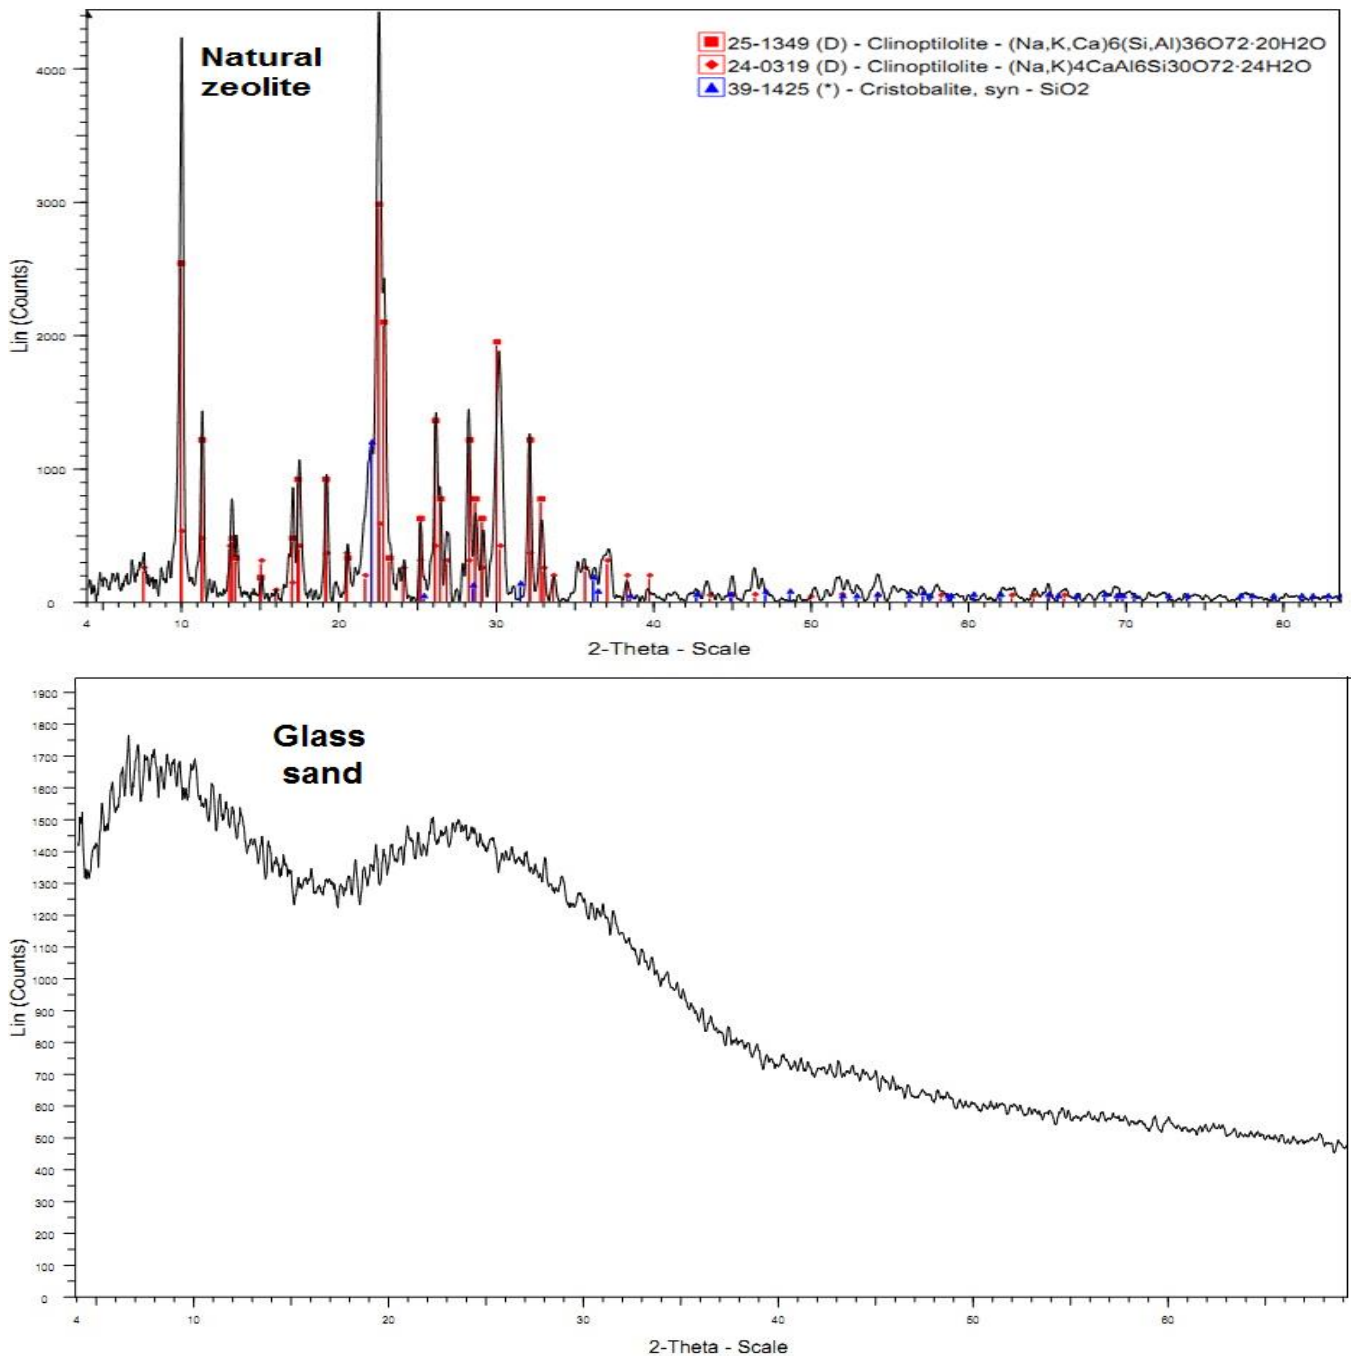 Natural
zeolite
25-1349 (D) - Clinoptilolite - (Na,K,Ca)6(Si,Al)36O72·20H2O
24-0319 (D) - Clinoptilolite - (Na,K)4CaAl6Si30O72·24H2O
39-1425 (*) - Cristobalite, syn - SiO2
Lin (Counts)
4000
3000
2000
1000
0
4 10 20 30 40 50 60 70 80
2-Theta - Scale
Glass
sand
Lin (Counts)
1900
1800
1700
1600
1500
1400
1300
1200
1100
1000
900
800
700
600
500
400
300
200
100
0
4 10 20 30 40 50 60
2-Theta - Scale